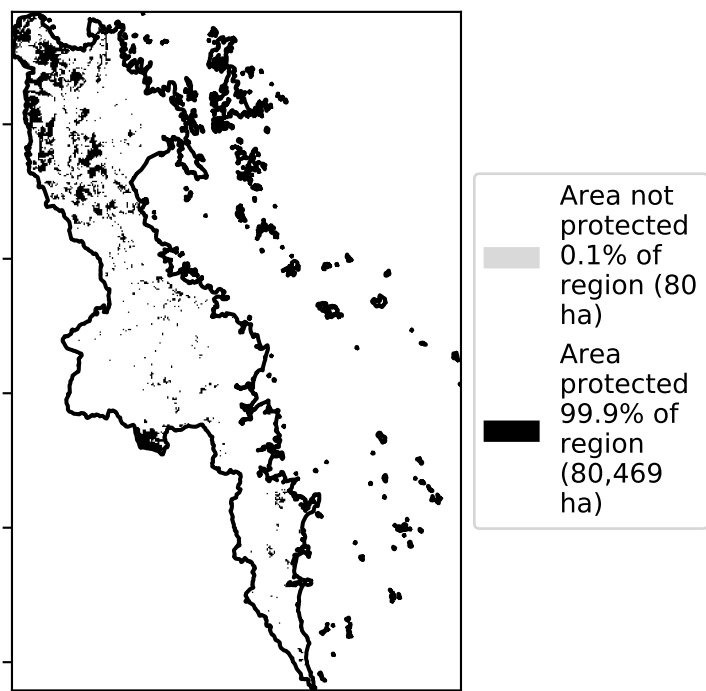 Area not
protected
0.1% of
region (80
ha)
Area
protected
99.9% of
region
(80,469
ha)